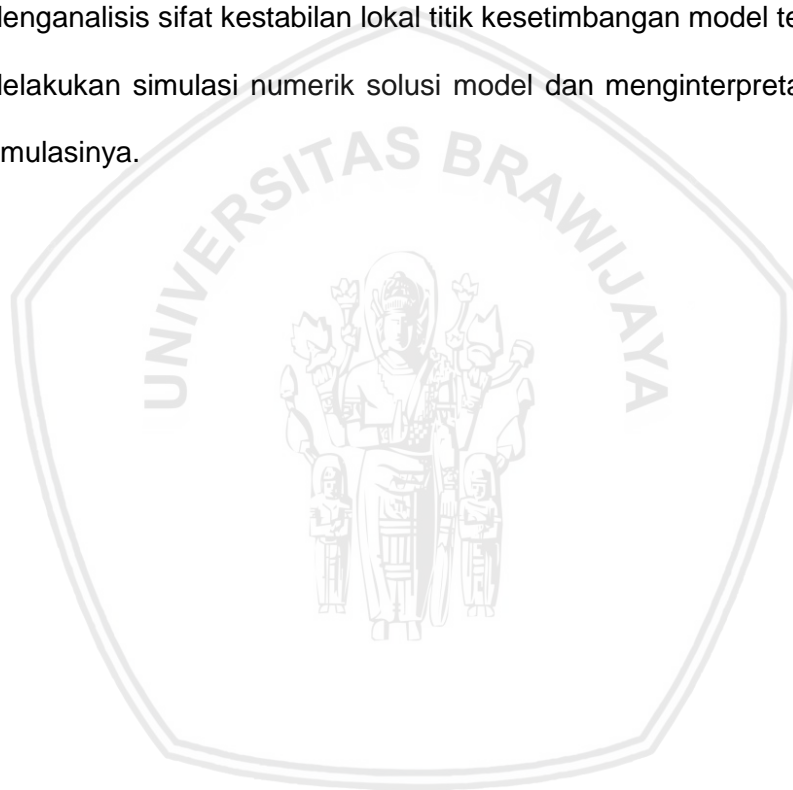 lenganalisis sifat kestabilan lokal titik kesetimbangan model te
lelakukan simulasi numerik solusi model dan menginterpreta
mulasinya.
UNIVERSITAS BRAWIJAYA